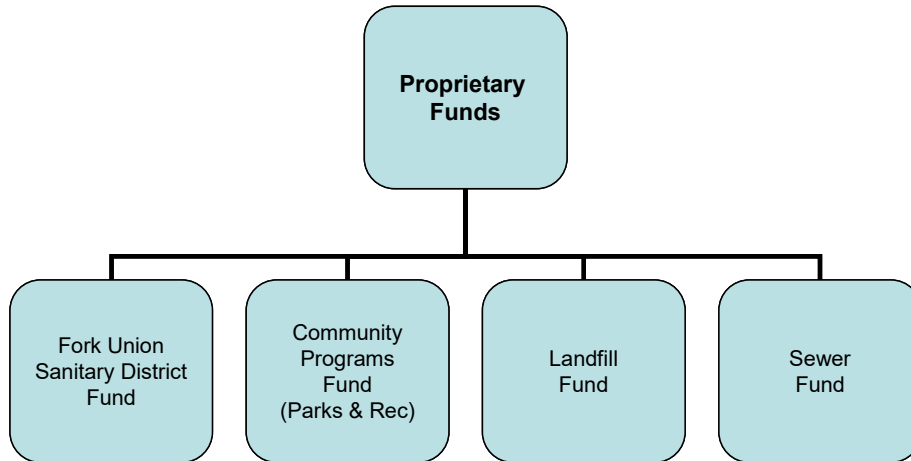 Proprietary
Funds
Fork Union
Sanitary District
Fund
Community
Programs
Fund
(Parks & Rec)
Landfill
Fund
Sewer
Fund